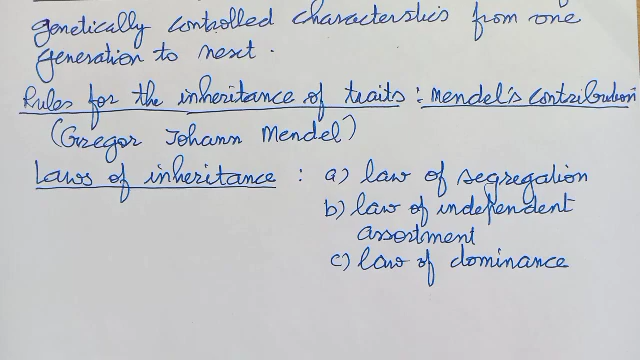 genetically controlled characterstics from one
generation to next.
Rules for the inheritance of traits : Mendel's contribution
(Gregor Johann Mendel)
Laws of inheritance : a) law of segregation
b) law of independent
assortment
c) law of dominance